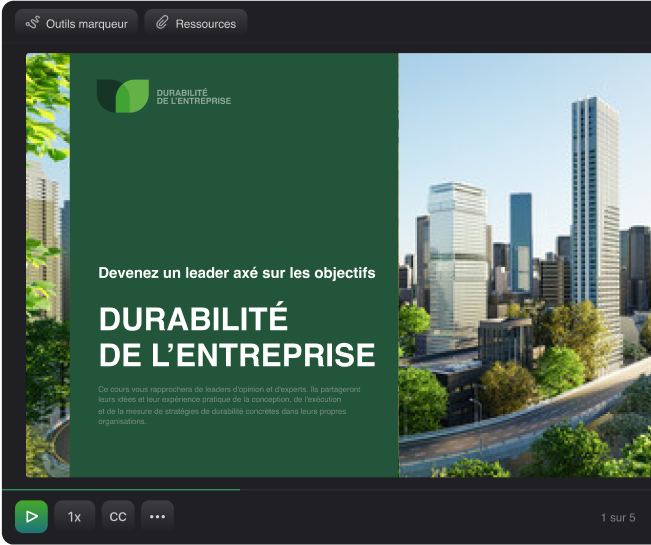 Outils marqueur
Ressources
DURABILITÉ
DE L'ENTREPRISE
Devenez un leader axé sur les objectifs
DURABILITÉ
DE L'ENTREPRISE
Ce cours vous rapprochera de leaders d'opinion et d'experts. Ils partageront
leurs idées et leur expérience pratique de la conception, de l'exécution
et de la mesure de stratégies de durabilité concrètes dans leurs propres
organisations.
1x
CC
1 sur 5